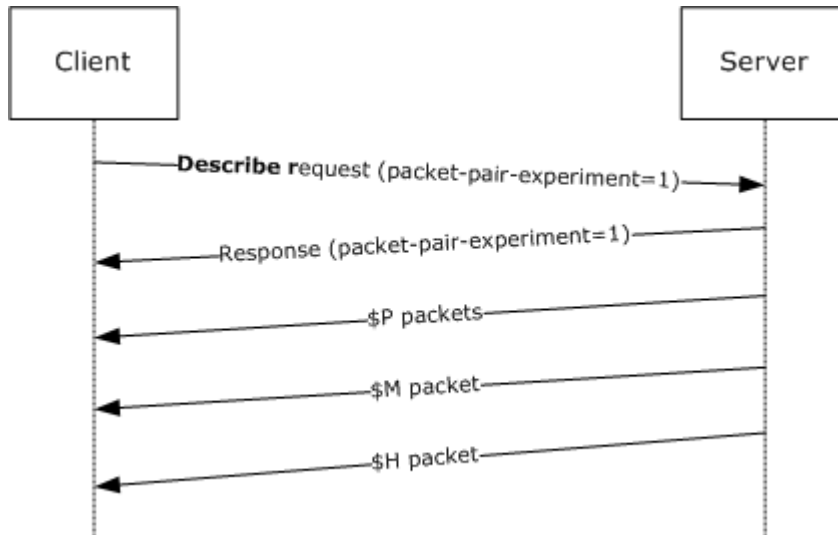 Client
Server
Describe request (packet-pair-experiment=1)
Response (packet-pair-experiment=1)
$P packets
$M packet
$H packet